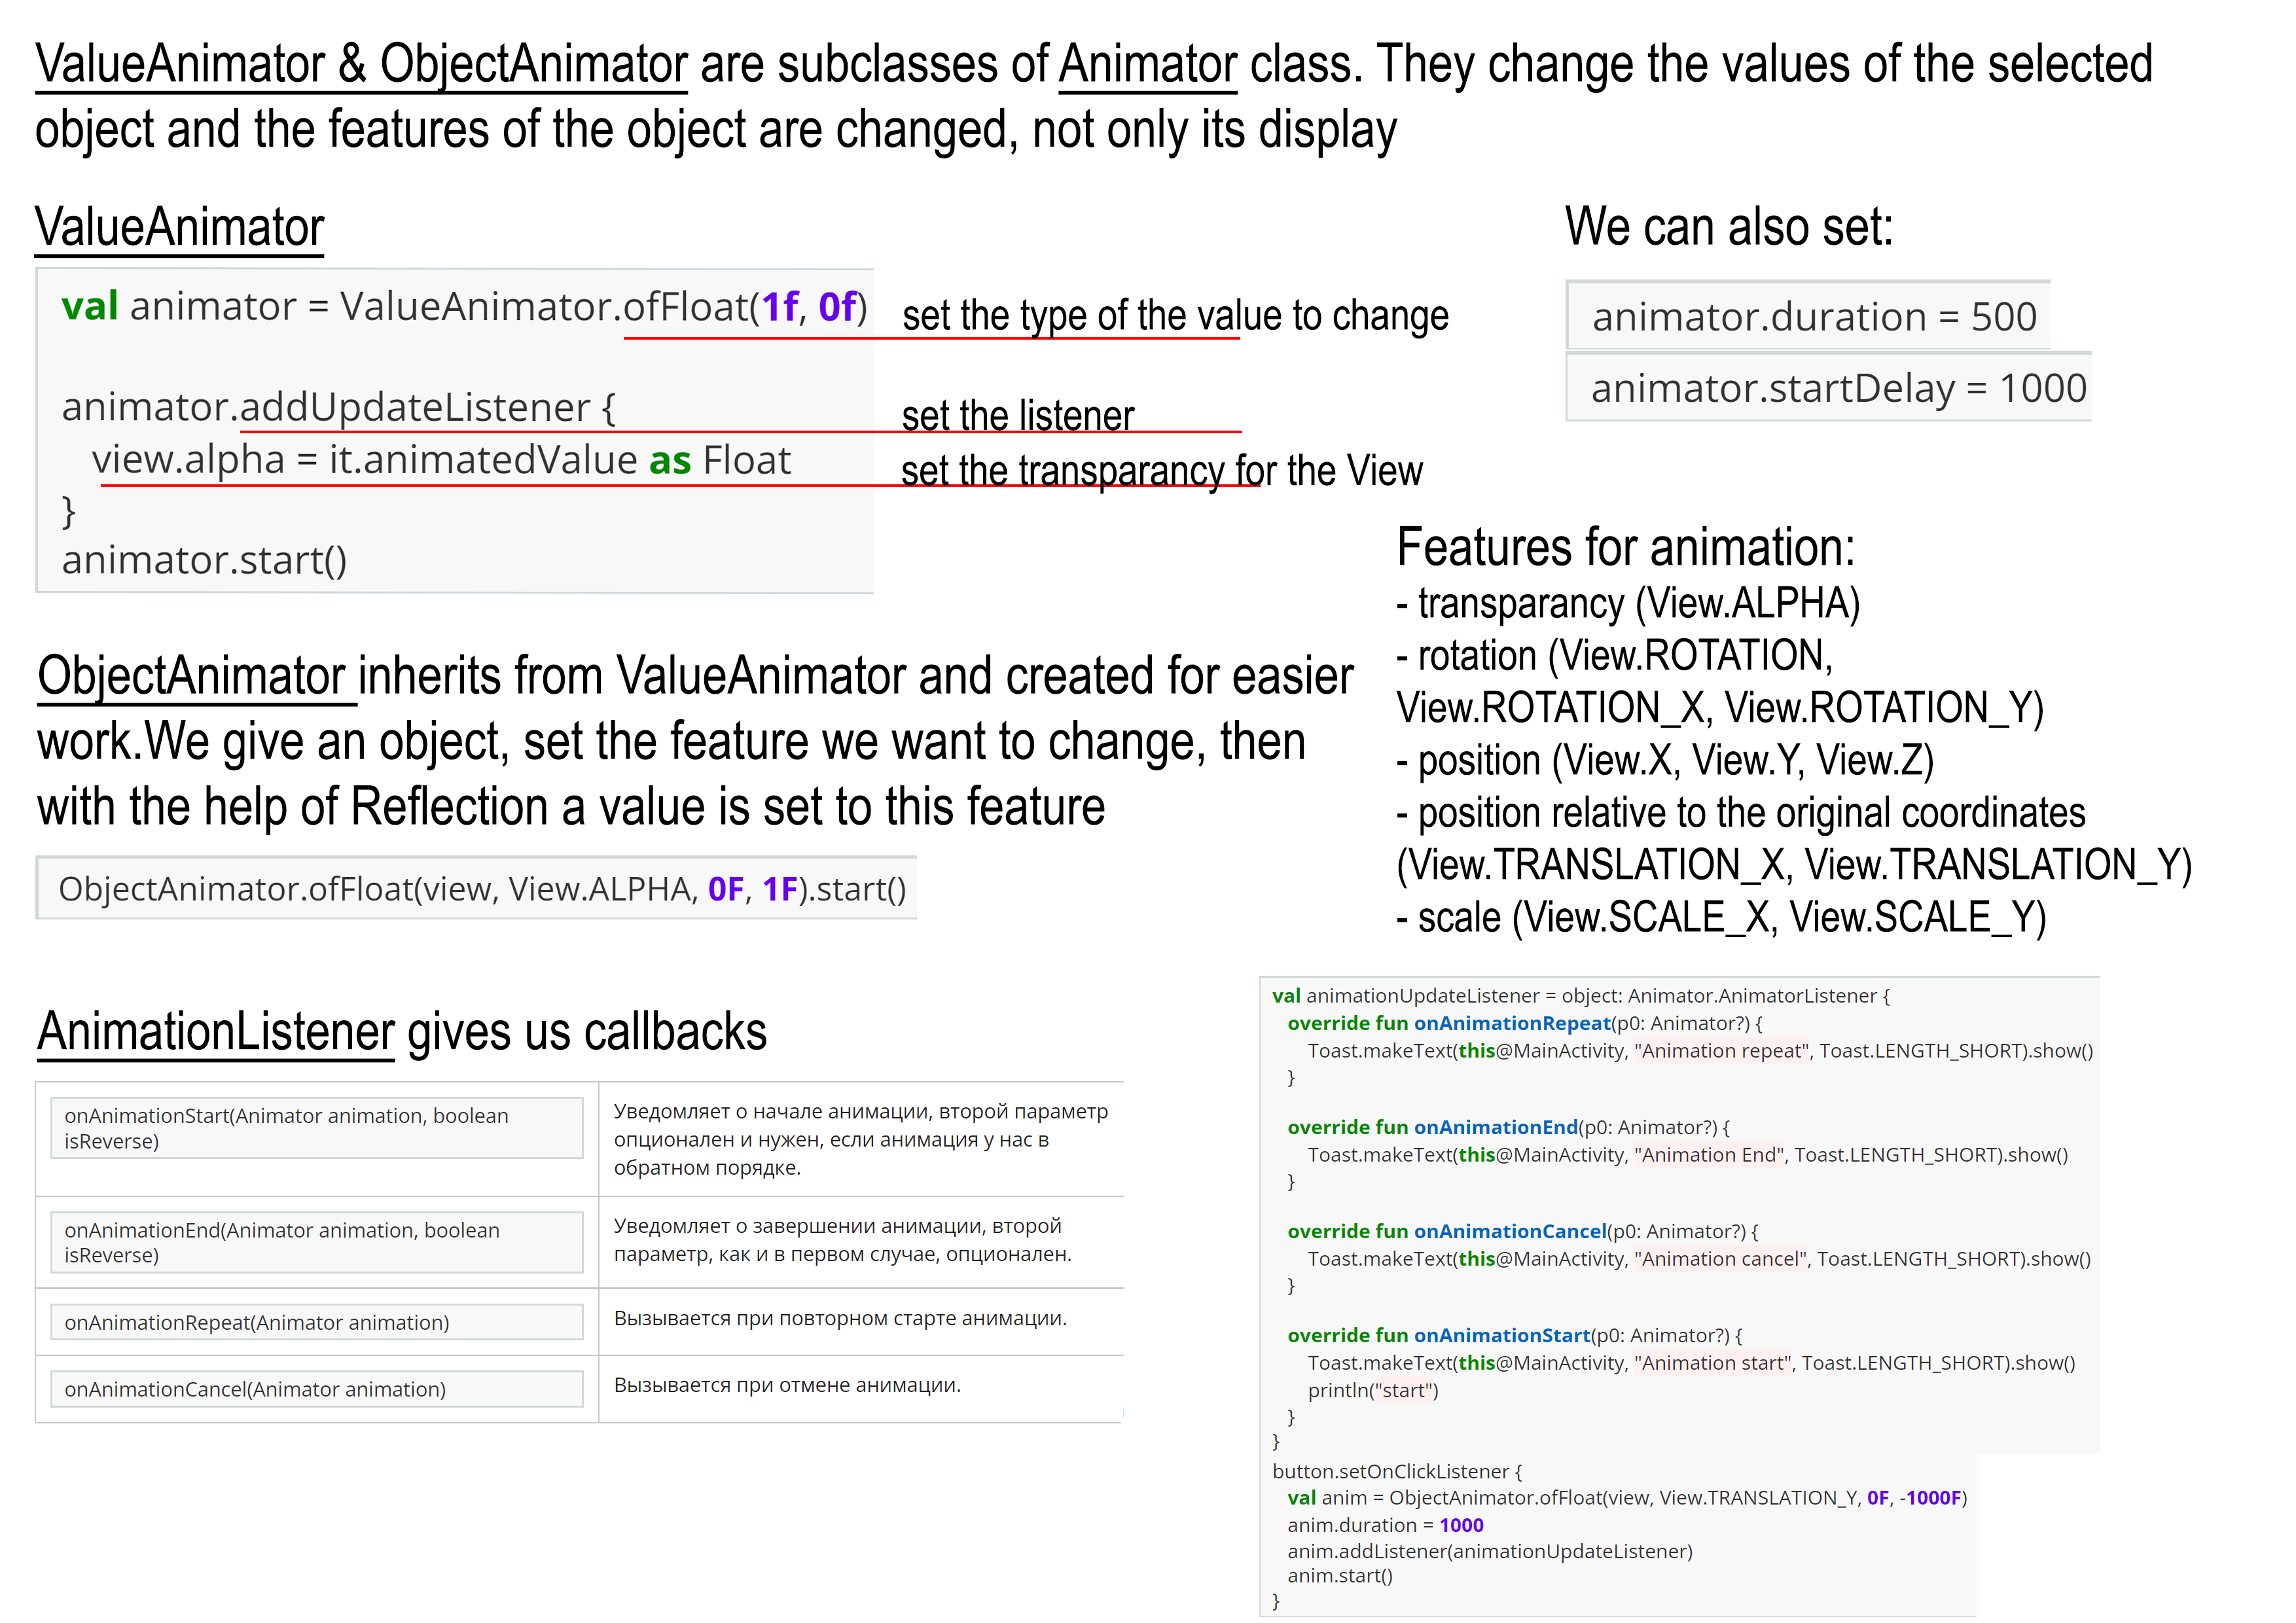 ValueAnimator & ObjectAnimator are subclasses of Animator class. They change the values of the selected
object and the features of the object are changed, not only its display
ValueAnimator
val animator = ValueAnimator.ofFloat(1f, 0f)
set the type of the value to change
animator.addUpdateListener {
set the listener
view.alpha = it.animatedValue as Float
set the transparancy for the View
}
animator.start()
We can also set:
animator.duration = 500
animator.startDelay = 1000
Features for animation:
- transparancy (View.ALPHA)
- rotation (View.ROTATION,
View.ROTATION_X, View.ROTATION_Y)
- position (View.X, View.Y, View.Z)
- position relative to the original coordinates
(View.TRANSLATION_X, View.TRANSLATION_Y)
- scale (View.SCALE_X, View.SCALE_Y)
ObjectAnimator inherits from ValueAnimator and created for easier
work.We give an object, set the feature we want to change, then
with the help of Reflection a value is set to this feature
ObjectAnimator.ofFloat(view, View.ALPHA, 0F, 1F).start()
AnimationListener gives us callbacks
onAnimationStart(Animator animation, boolean
isReverse)
Уведомляет о начале анимации, второй параметр
опционален и нужен, если анимация у нас в
обратном порядке.
onAnimationEnd(Animator animation, boolean
isReverse)
Уведомляет о завершении анимации, второй
параметр, как и в первом случае, опционален.
onAnimationRepeat(Animator animation)
Вызывается при повторном старте анимации.
onAnimationCancel(Animator animation)
Вызывается при отмене анимации.
val animationUpdateListener = object: Animator.AnimatorListener {
override fun onAnimationRepeat(p0: Animator?) {
Toast.makeText(this@MainActivity, "Animation repeat", Toast.LENGTH_SHORT).show()
}
override fun onAnimationEnd(p0: Animator?) {
Toast.makeText(this@MainActivity, "Animation End", Toast.LENGTH_SHORT).show()
}
override fun onAnimationCancel(p0: Animator?) {
Toast.makeText(this@MainActivity, "Animation cancel", Toast.LENGTH_SHORT).show()
}
override fun onAnimationStart(p0: Animator?) {
Toast.makeText(this@MainActivity, "Animation start", Toast.LENGTH_SHORT).show()
println("start")
}
}
button.setOnClickListener {
val anim = ObjectAnimator.ofFloat(view, View.TRANSLATION_Y, 0F, -1000F)
anim.duration = 1000
anim.addListener(animationUpdateListener)
anim.start()
}